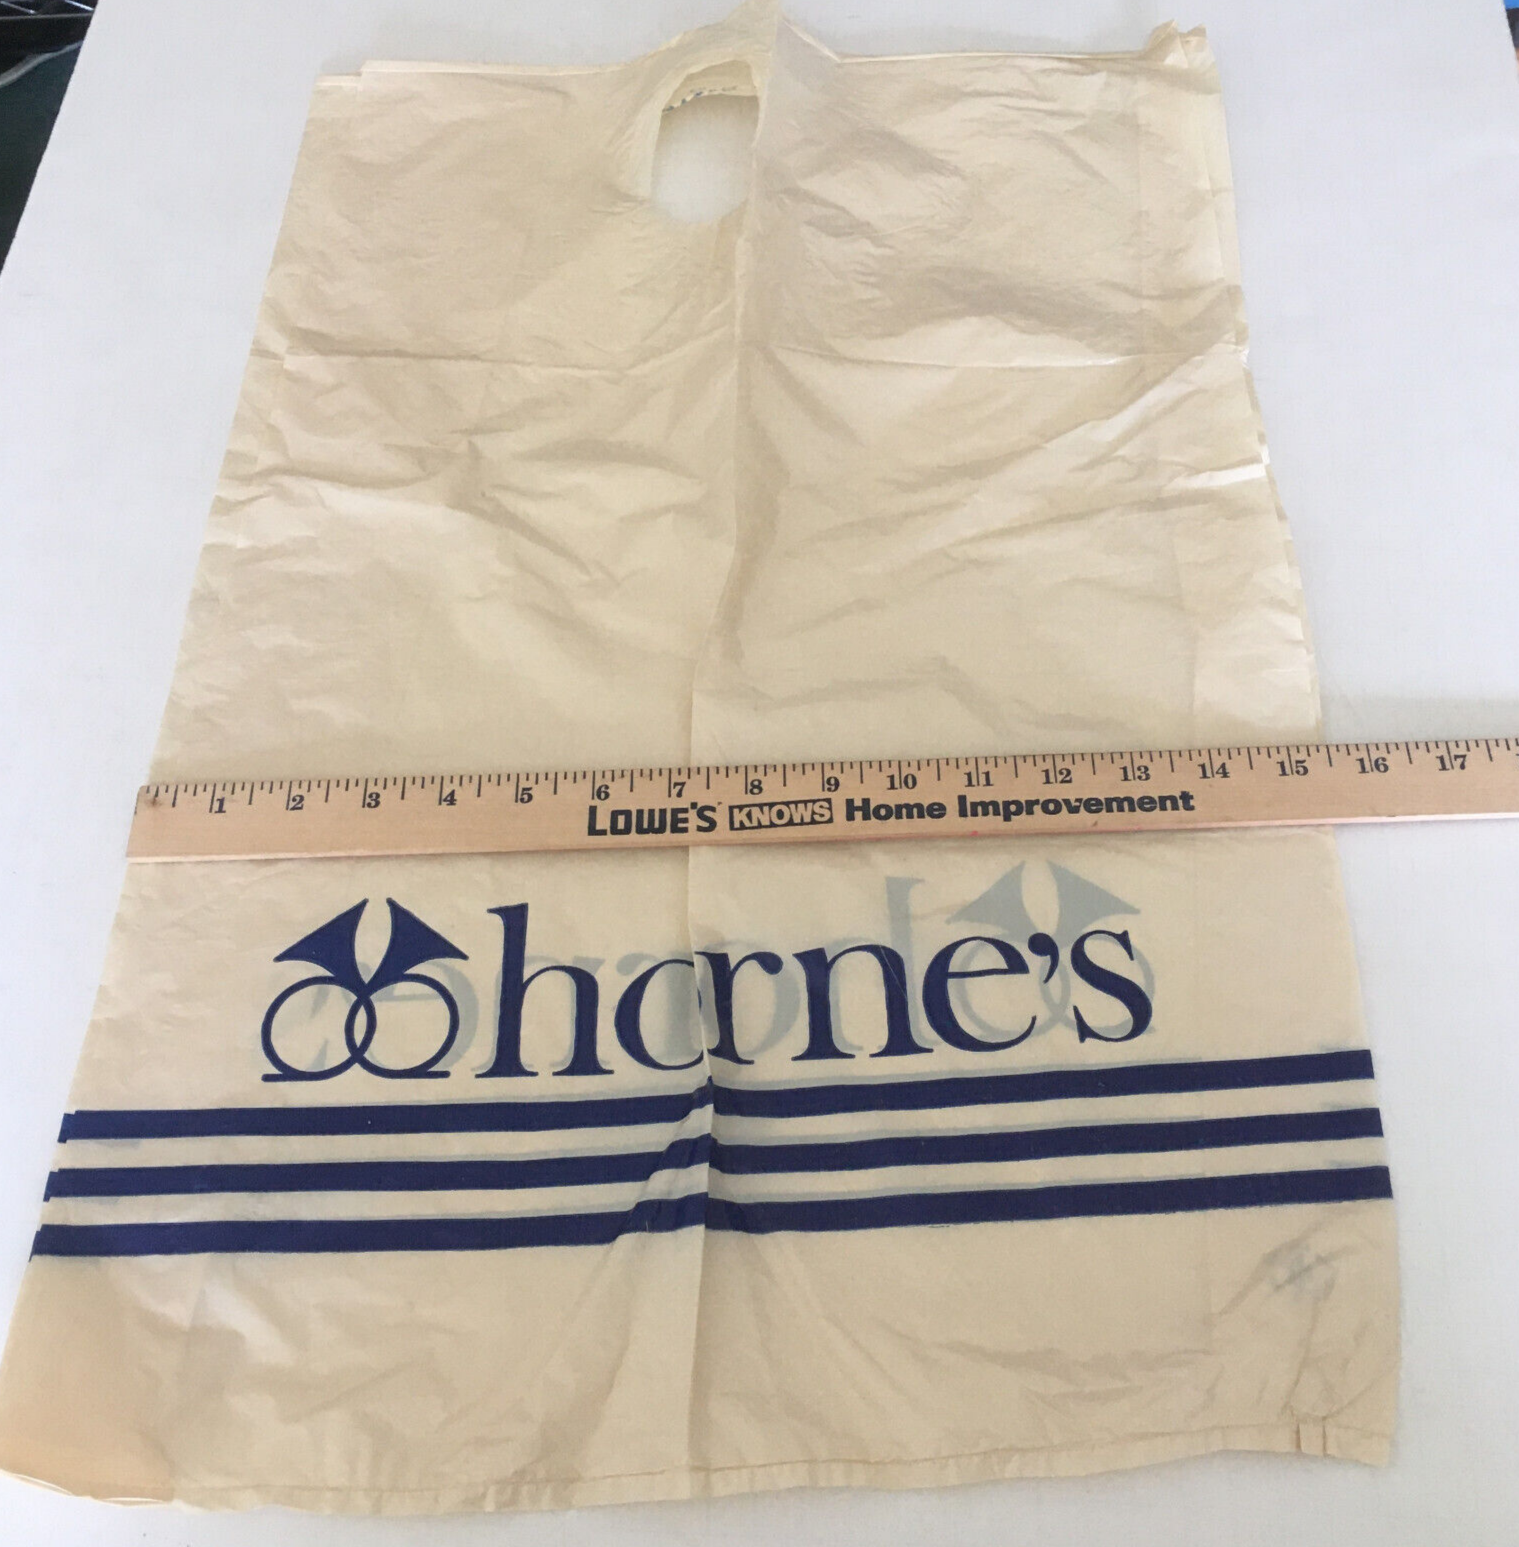 1 2 3 4 5 6 7 8 9 10 11 12 13 14 15 16 17
LOWE'S KNOWS Home Improvement
horne's